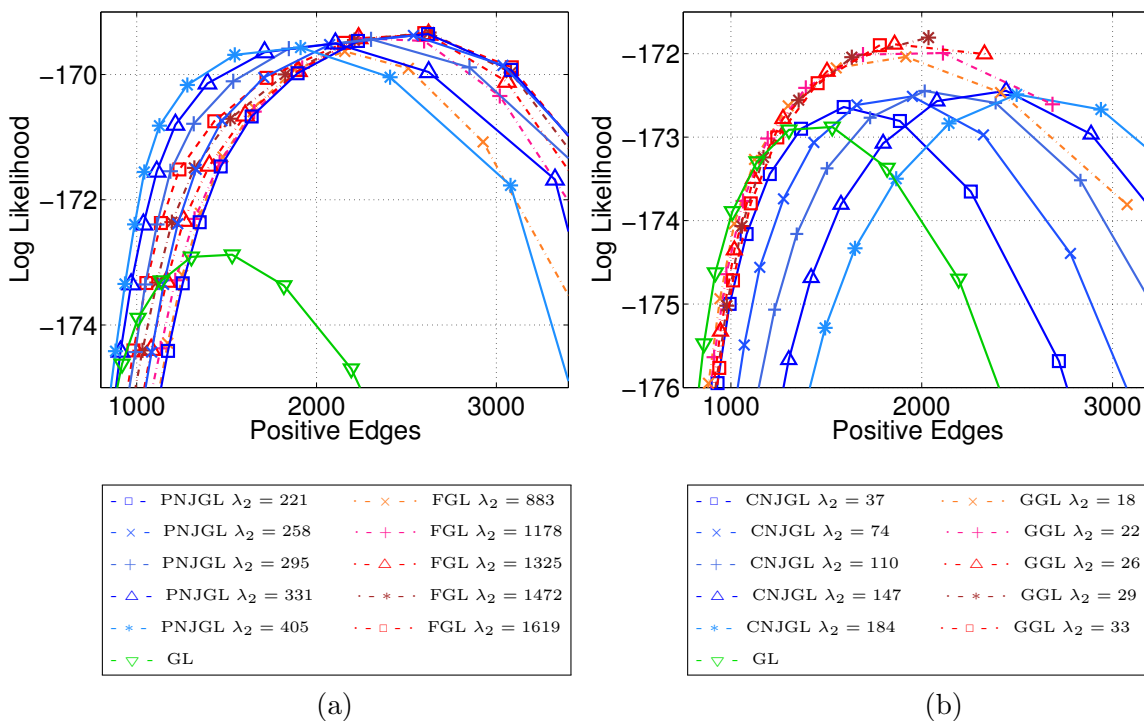 −170
−172
−174
Log Likelihood
1000 2000 3000
Positive Edges
−172
−173
−174
−175
−176
Log Likelihood
1000 2000 3000
Positive Edges
PNJGL λ2 = 221 FGL λ2 = 883
PNJGL λ2 = 258 FGL λ2 = 1178
PNJGL λ2 = 295 FGL λ2 = 1325
PNJGL λ2 = 331 FGL λ2 = 1472
PNJGL λ2 = 405 FGL λ2 = 1619
GL
CNJGL λ2 = 37 GGL λ2 = 18
CNJGL λ2 = 74 GGL λ2 = 22
CNJGL λ2 = 110 GGL λ2 = 26
CNJGL λ2 = 147 GGL λ2 = 29
CNJGL λ2 = 184 GGL λ2 = 33
GL
(a)
(b)